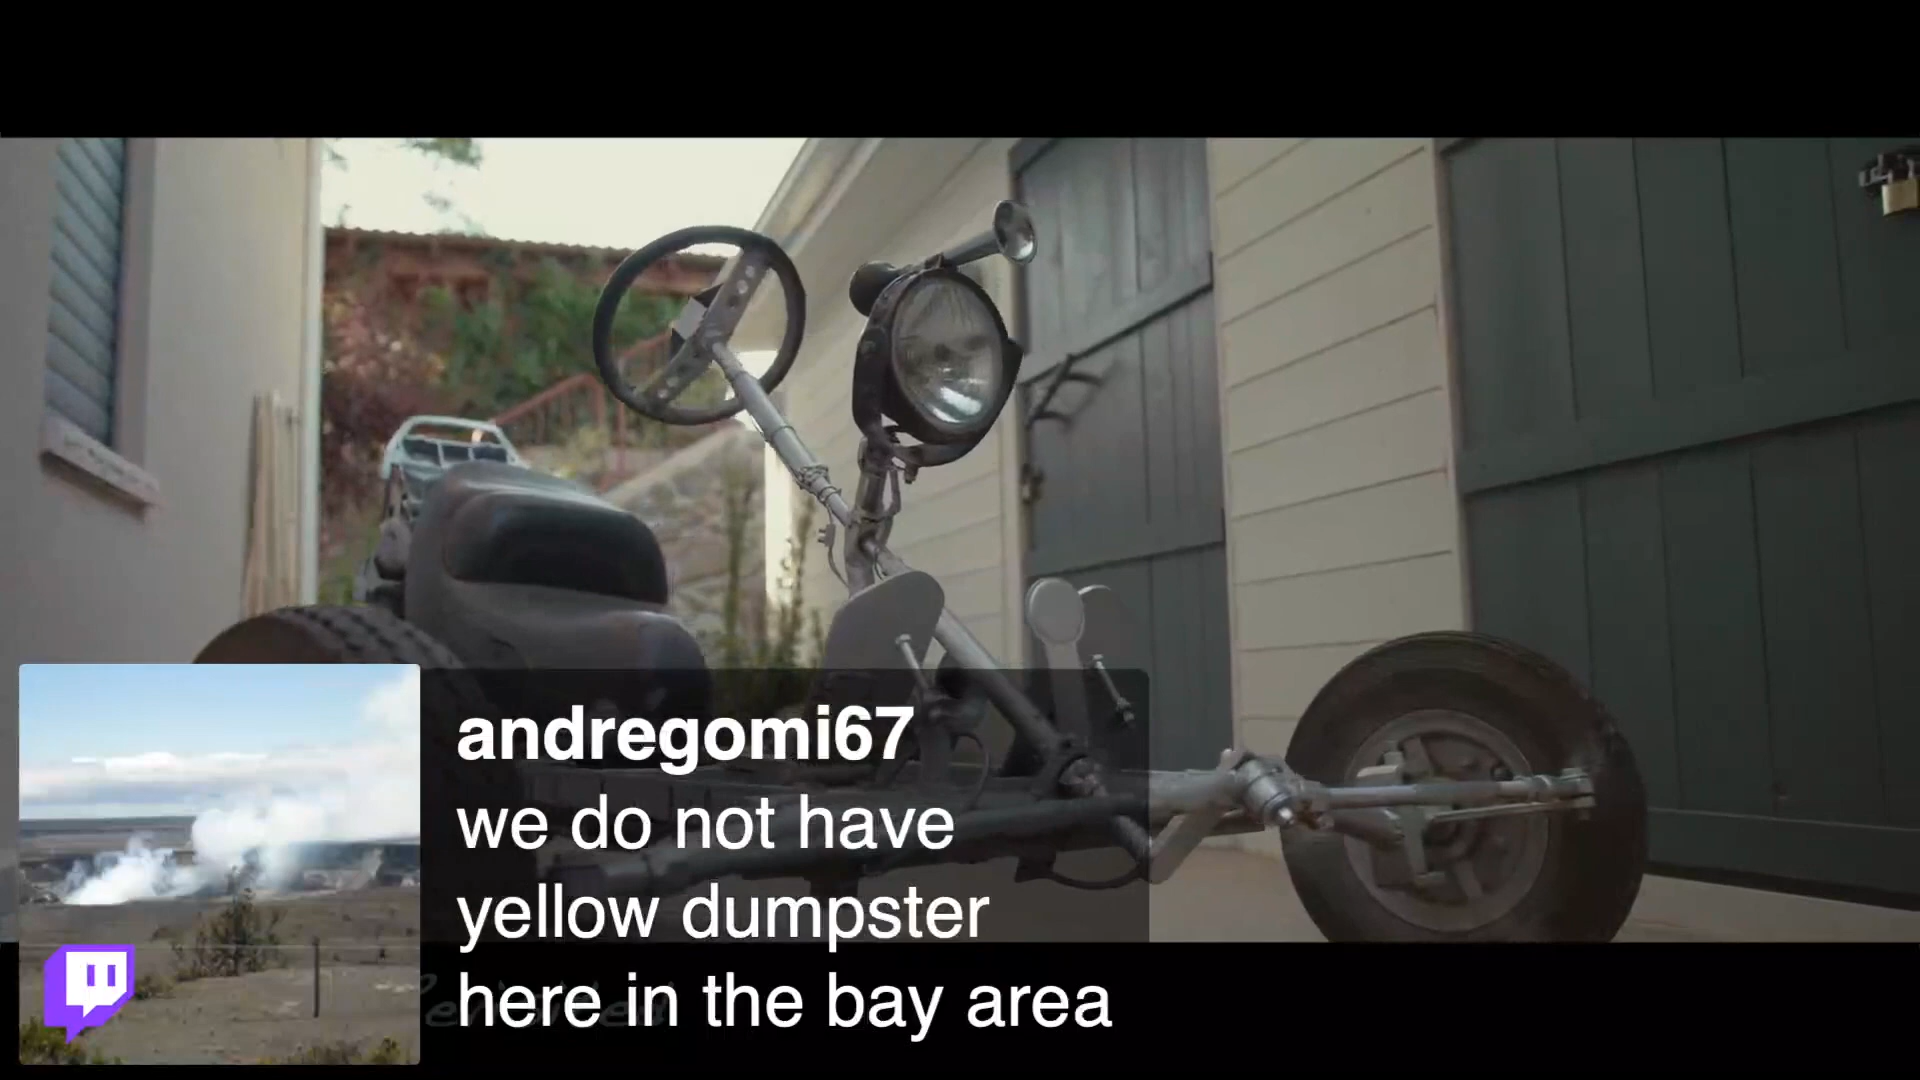 andregomi67
we do not have
yellow dumpster
here in the bay area